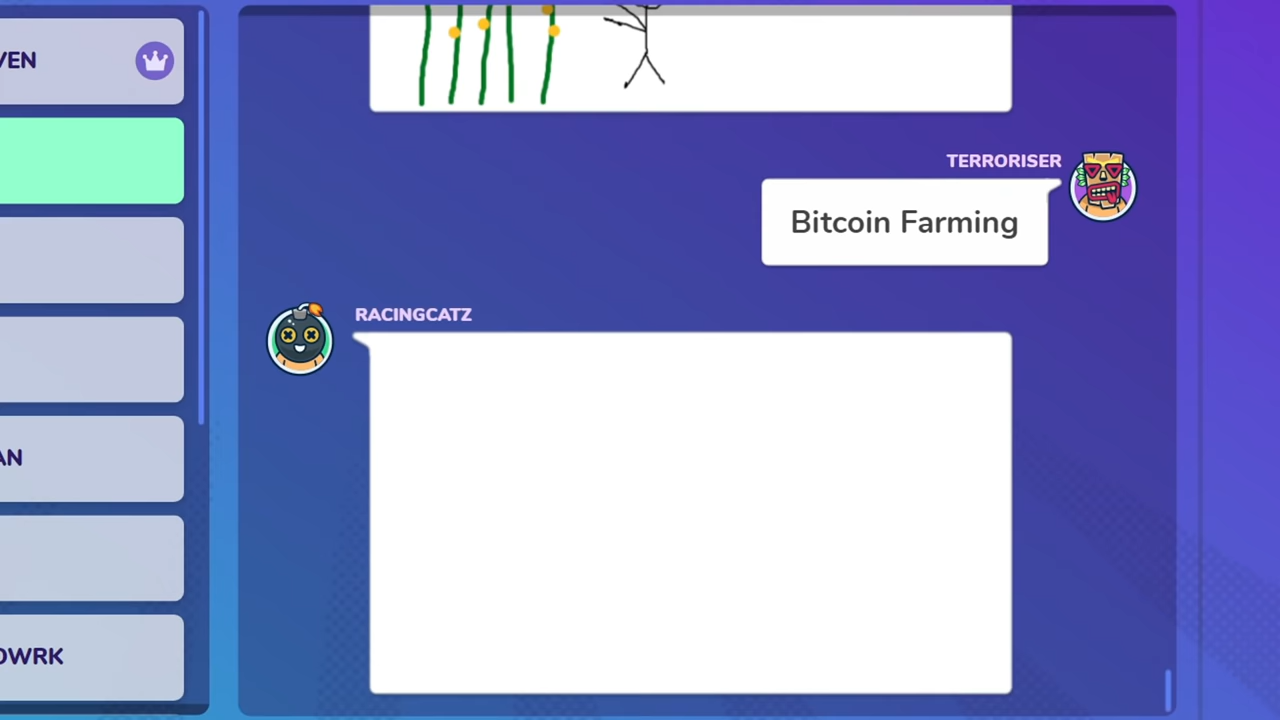 VEN
TERRORISER
Bitcoin Farming
RACINGCATZ
AN
OWRK